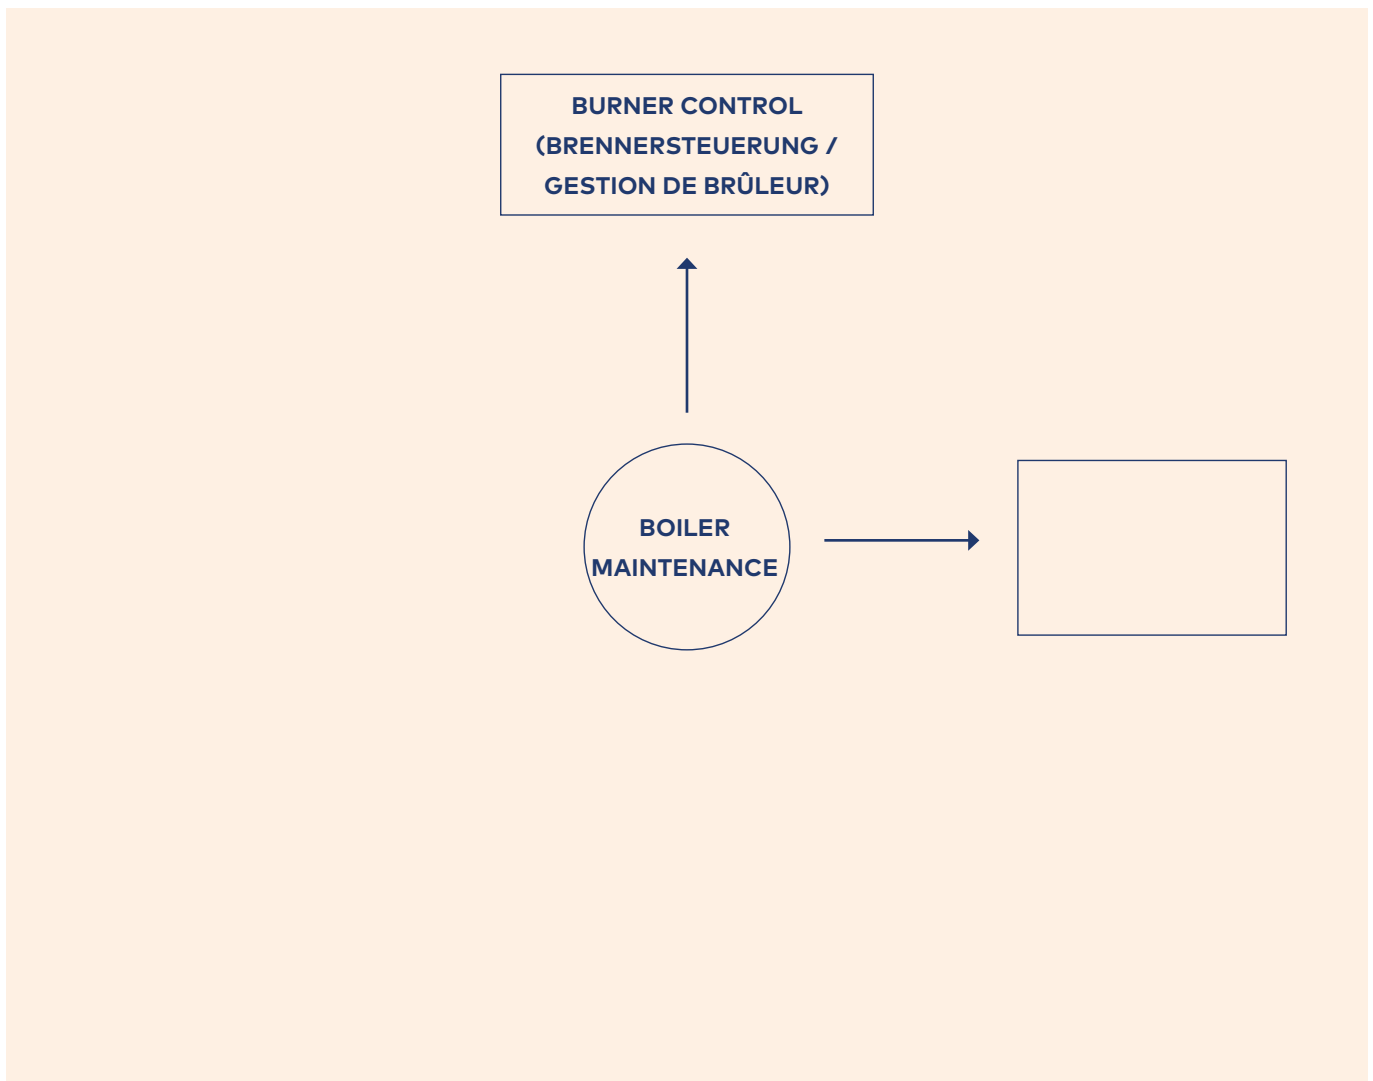 BURNER CONTROL
(BRENNERSTEUERUNG /
GESTION DE BRÛLEUR)
BOILER
MAINTENANCE